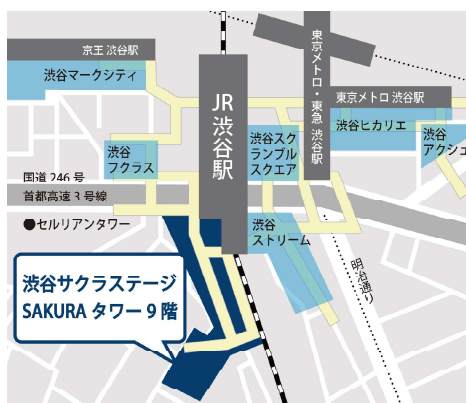 京王 渋谷駅
渋谷マークシティ
JR渋谷駅
東京メトロ・東急 渋谷駅
東京メトロ 渋谷駅
渋谷ヒカリエ
渋谷
アクシュ
渋谷スク
ランブル
スクエア
渋谷
フクラス
国道 246 号
首都高速 3 号線
●セルリアンタワー
渋谷
ストリーム
明治通り
渋谷サクラステージ
SAKURA タワー 9 階